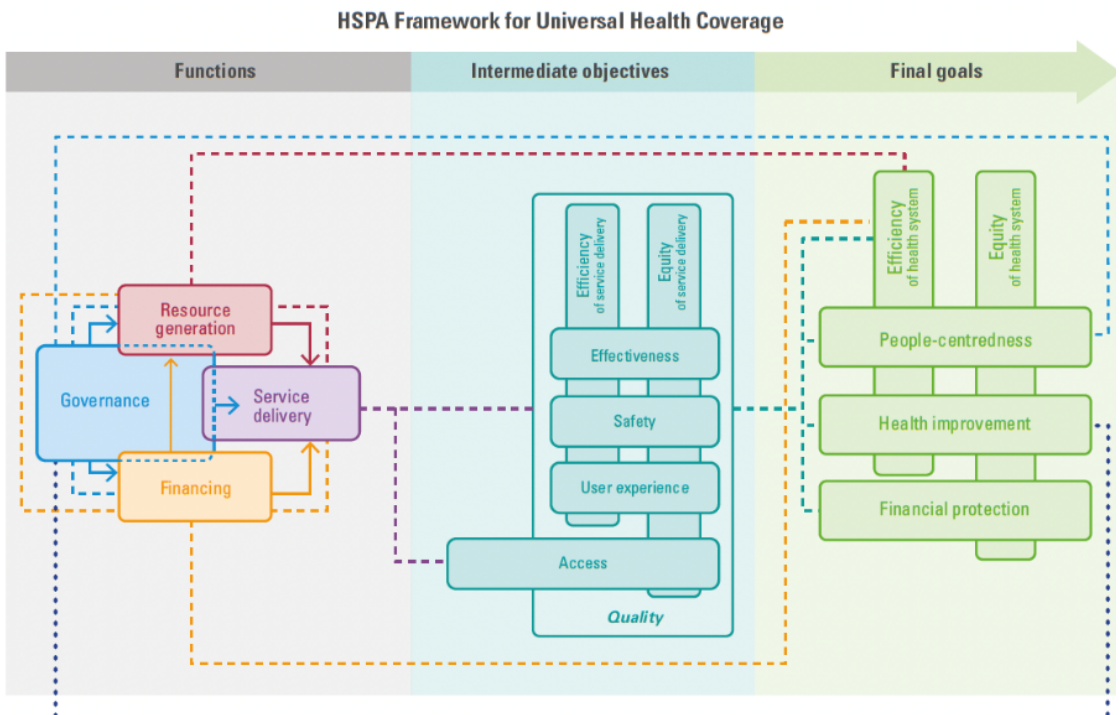 HSPA Framework for Universal Health Coverage
Functions
Intermediate objectives
Final goals
Resource
generation
Governance
Service
delivery
Financing
Efficiency
of service delivery
Equity
of service delivery
Effectiveness
Safety
User experience
Access
Quality
Efficiency
of health system
Equity
of health system
People-centredness
Health improvement
Financial protection